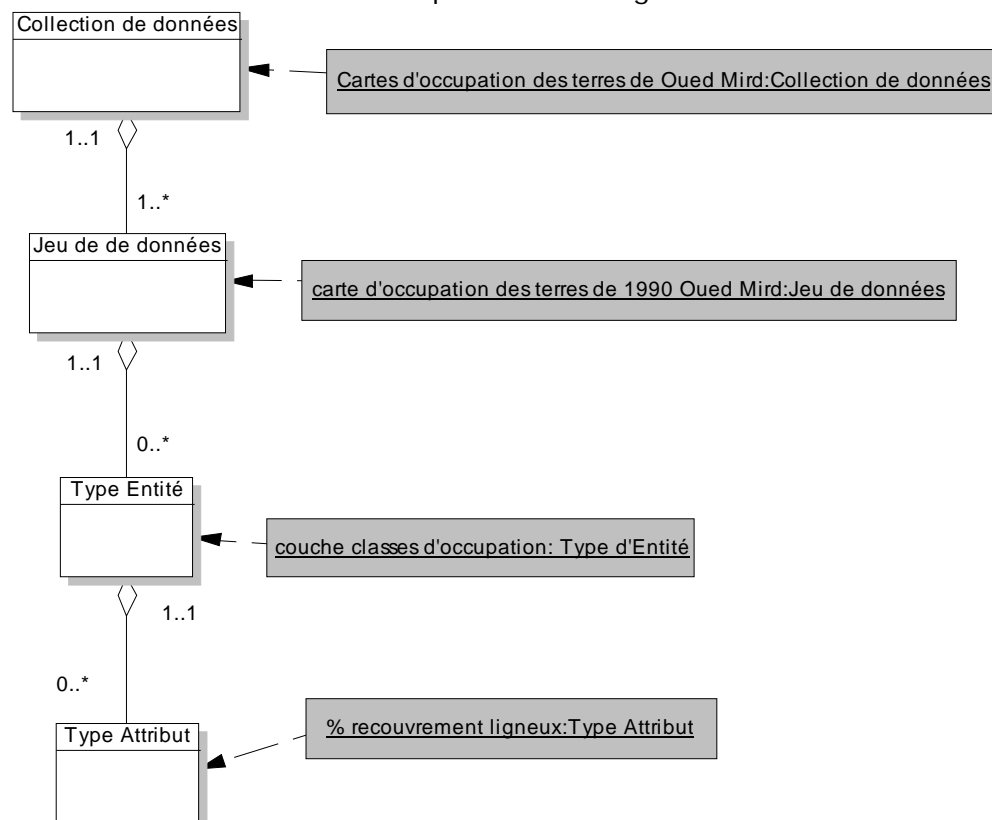 Collection de données
Cartes d'occupation des terres de Oued Mird:Collection de données
1..1
1..*
Jeu de de données
carte d'occupation des terres de 1990 Oued Mird:Jeu de données
1..1
0..*
Type Entité
couche classes d'occupation: Type d'Entité
1..1
0..*
Type Attribut
% recouvrement ligneux:Type Attribut